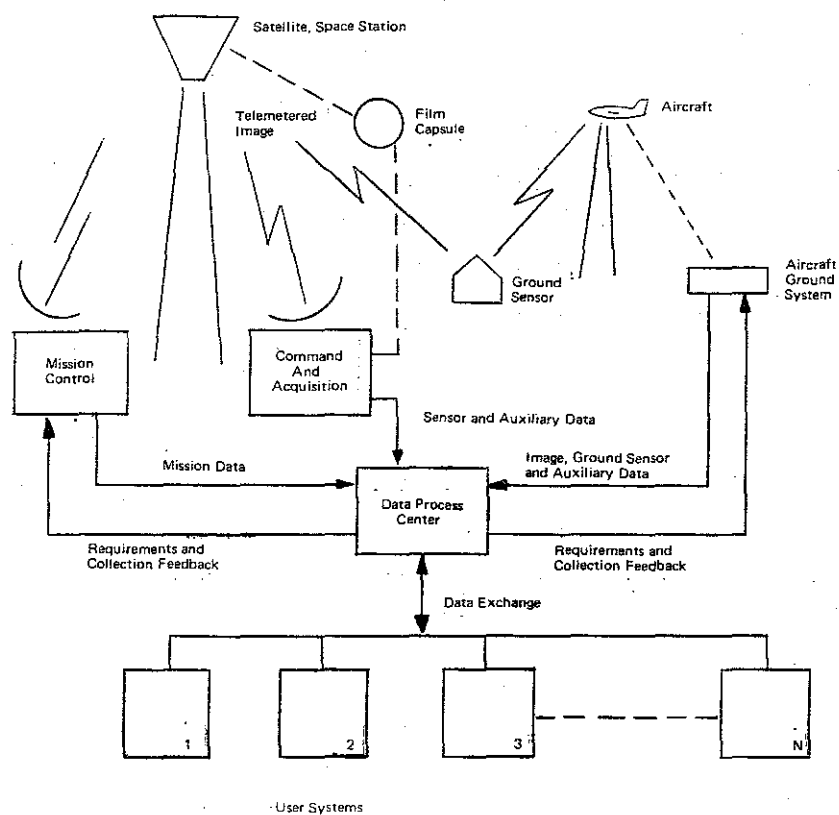 Satellite, Space Station
Telemetered
Image
Film
Capsule
Aircraft
Ground
Sensor
Aircraft
Ground
System
Mission
Control
Command
And
Acquisition
Sensor and Auxiliary Data
Mission Data
Image, Ground Sensor
and Auxiliary Data
Data Process
Center
Requirements and
Collection Feedback
Requirements and
Collection Feedback
Data Exchange
1
2
3
N
User Systems